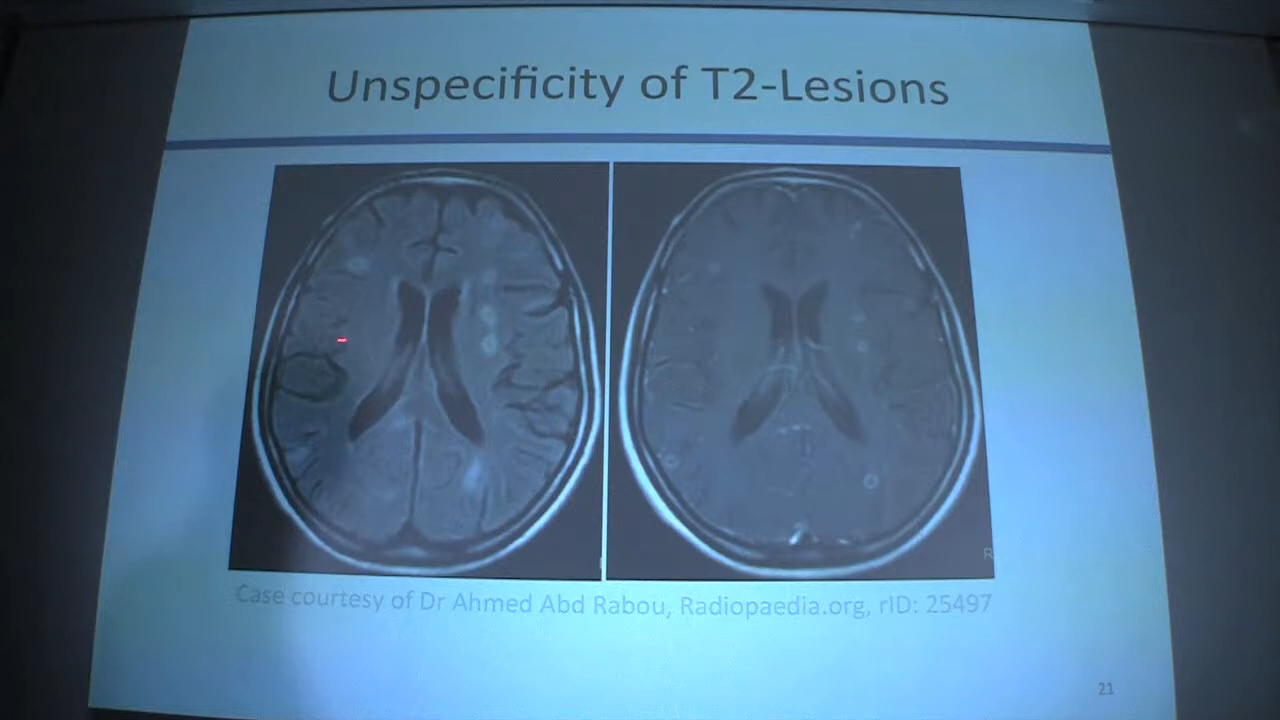 Unspecificity of T2-Lesions
R
Case courtesy of Dr Ahmed Abd Rabou, Radiopaedia.org, rID: 25497
21